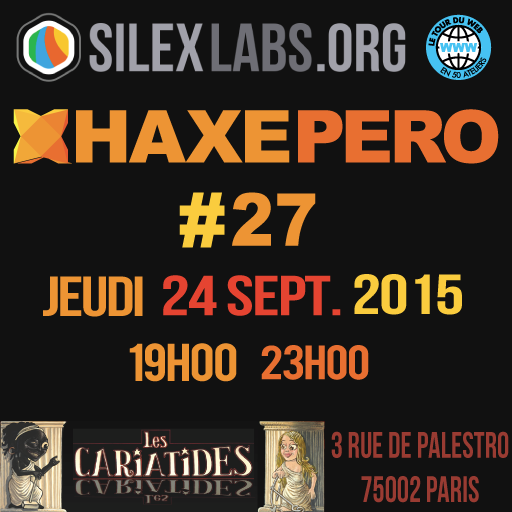 SILEXLABS.ORG
LE TOUR DU WEB
WWW
EN 50 ATELIERS
HAXEPERO
#27
JEUDI 24 SEPT. 2015
19H00 23H00
Les
CARiATiDES
3 RUE DE PALESTRO
75002 PARIS